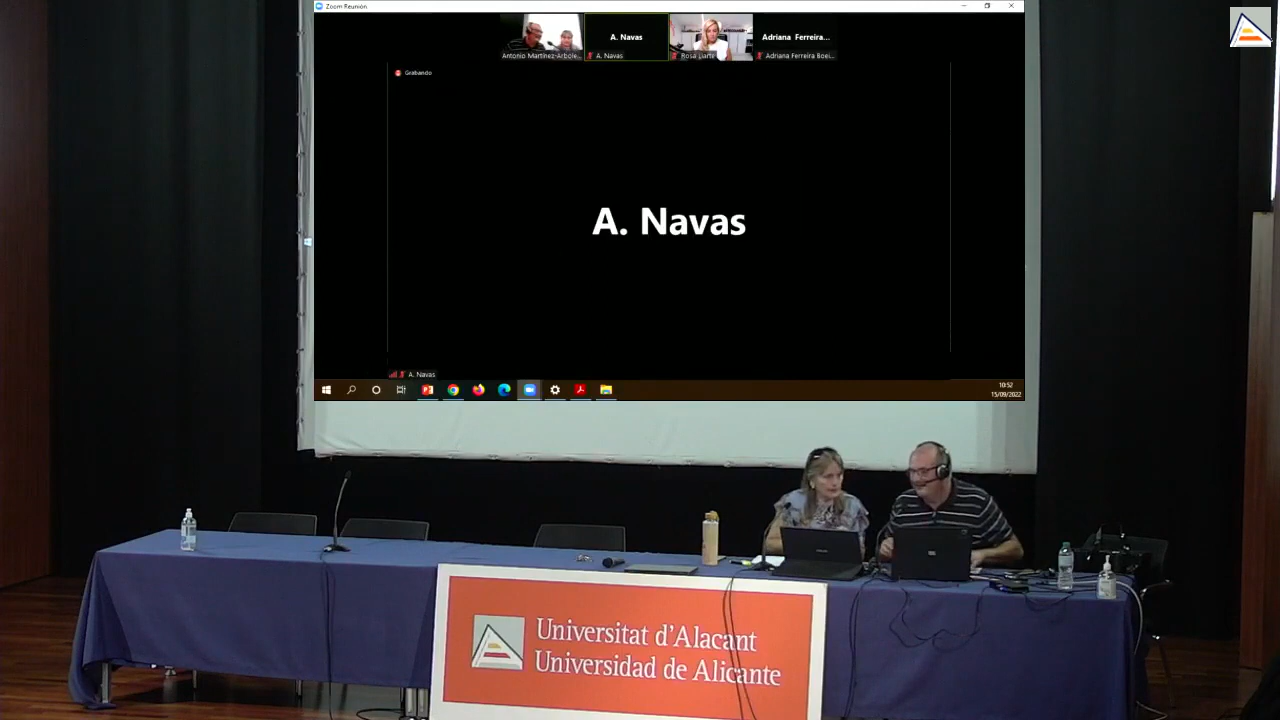 Zoom Reunión
A. Navas
Adriana Ferreira...
Antonio Martínez-Arbole...
A. Navas
Rosa Liarte
Adriana Ferreira Boei...
Grabando
A. Navas
A. Navas
10:52
15/09/2022
Universitat d'Alacant
Universidad de Alicante